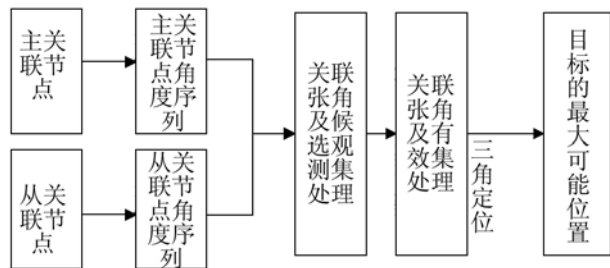 主关
联节
点
主关
联节
点角
度序
列
从关
联节
点
从关
联节
点角
度序
列
关联
张角
及候
选观
测集
处理
关联
张角
及有
效集
处理
三角定位
目标的最大可能位置